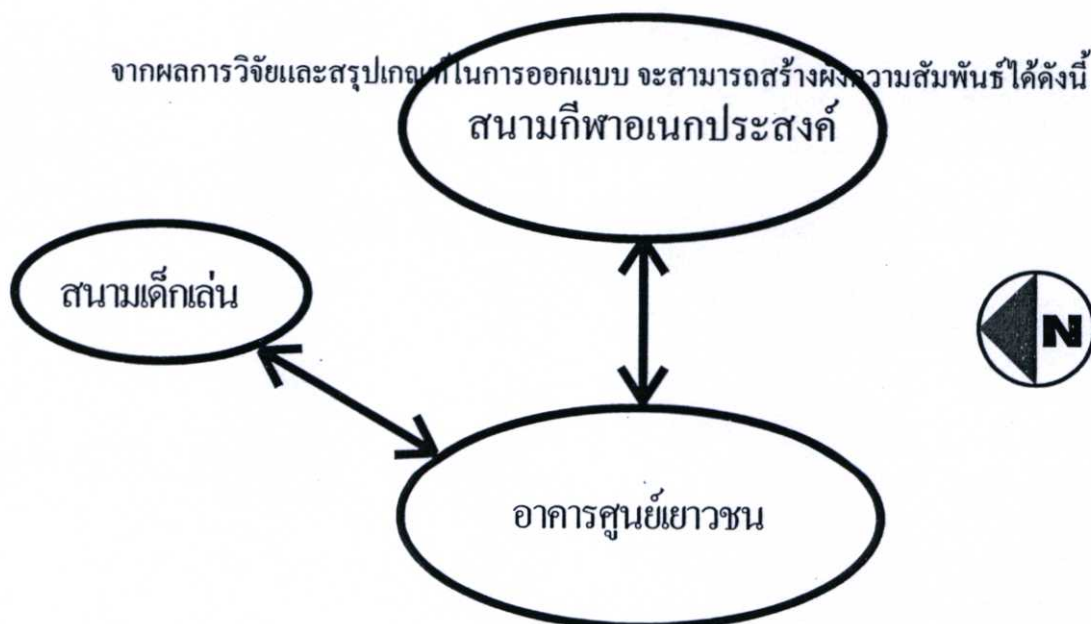 จากผลการวิจัยและสรุปเกณฑ์ในการออกแบบ จะสามารถสร้างผังความสัมพันธ์ได้ดังนี้
สนามกีฬาอเนกประสงค์
สนามเด็กเล่น
N
อาคารศูนย์เยาวชน